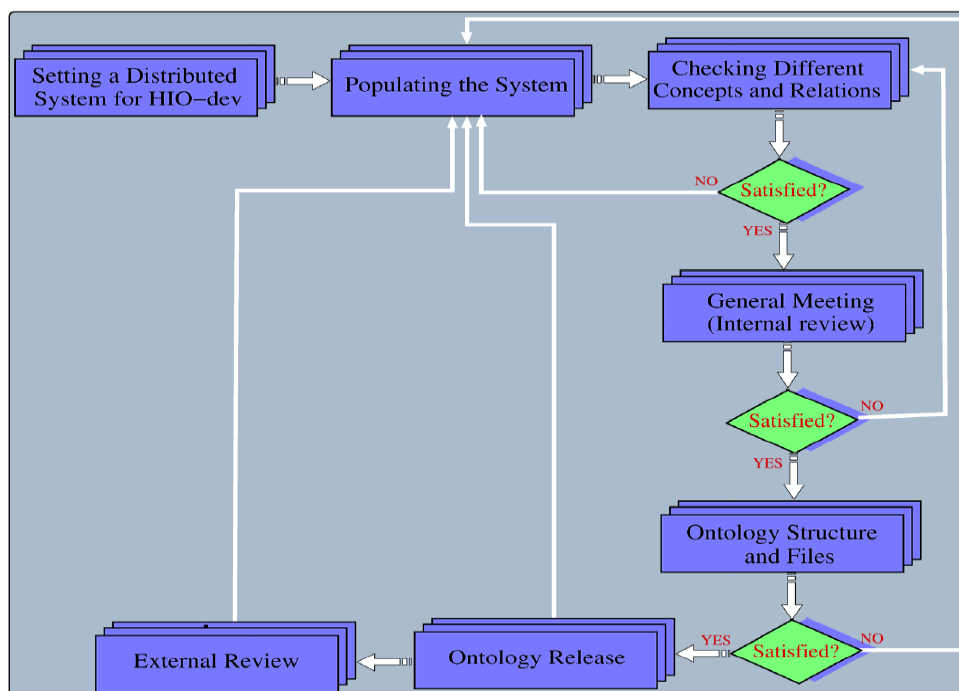 Setting a Distributed
System for HIO-dev
Populating the System
Checking Different
Concepts and Relations
NO
Satisfied?
YES
General Meeting
(Internal review)
Satisfied?
NO
YES
Ontology Structure
and Files
YES
Satisfied?
NO
Ontology Release
External Review